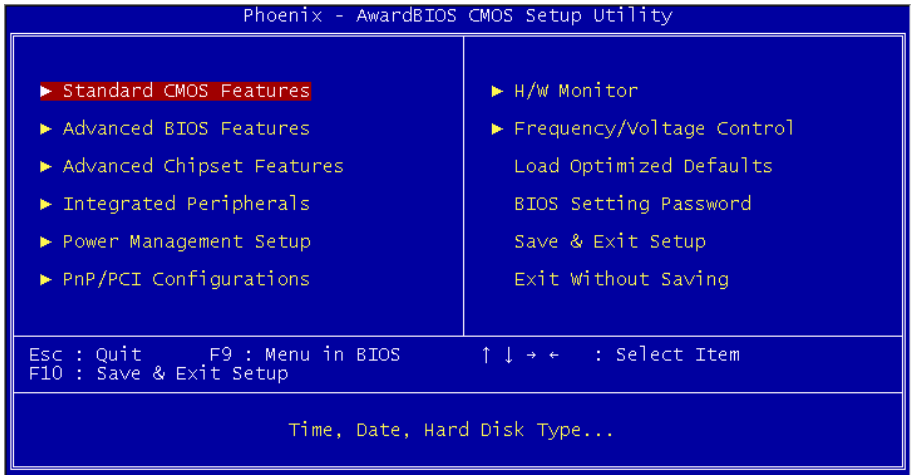 Phoenix - AwardBIOS CMOS Setup Utility
► Standard CMOS Features
► Advanced BIOS Features
► Advanced Chipset Features
► Integrated Peripherals
► Power Management Setup
► PnP/PCI Configurations
► H/W Monitor
► Frequency/Voltage Control
Load Optimized Defaults
BIOS Setting Password
Save & Exit Setup
Exit Without Saving
Esc : Quit F9 : Menu in BIOS ↑ ↓ → ← : Select Item
F10 : Save & Exit Setup
Time, Date, Hard Disk Type...